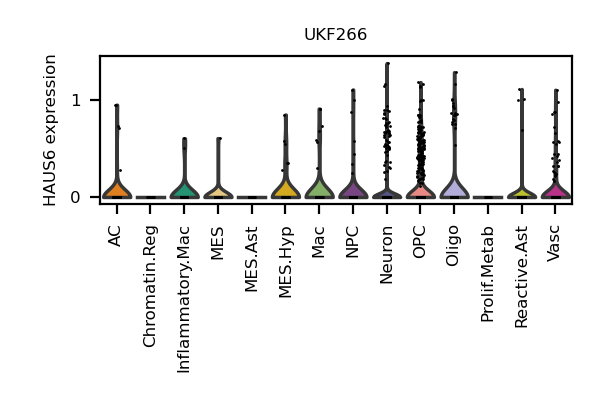 UKF266
HAUS6 expression
1
0
AC
Chromatin.Reg
Inflammatory.Mac
MES
MES.Ast
MES.Hyp
Mac
NPC
Neuron
OPC
Oligo
Prolif.Metab
Reactive.Ast
Vasc